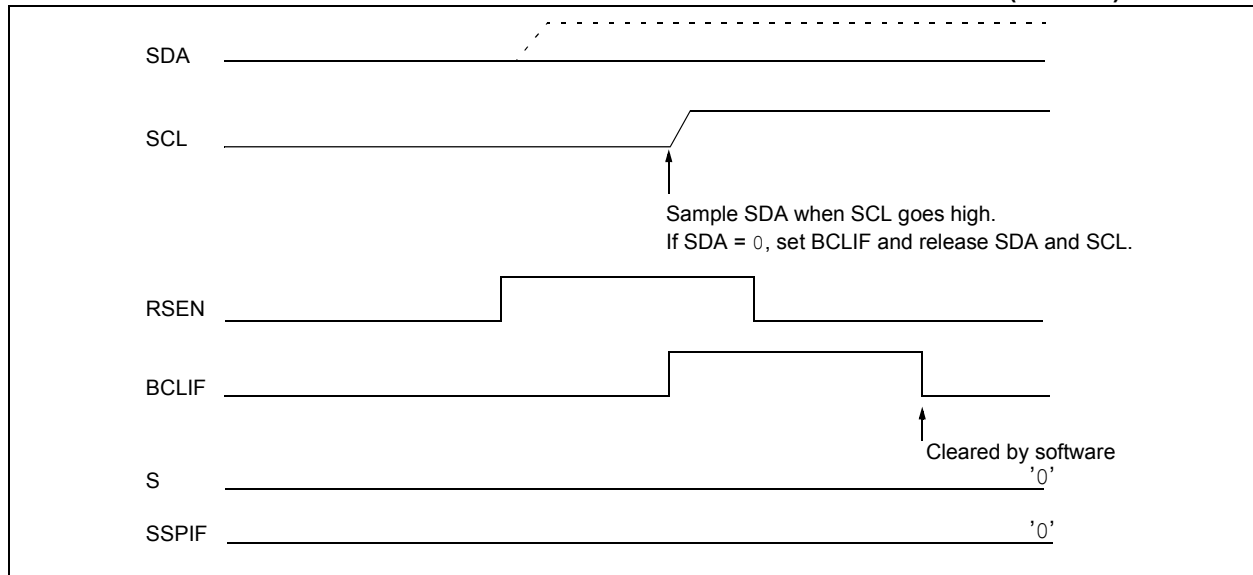 SDA
SCL
Sample SDA when SCL goes high.
If SDA = 0, set BCLIF and release SDA and SCL.
RSEN
BCLIF
Cleared by software
S '0'
SSPIF '0'